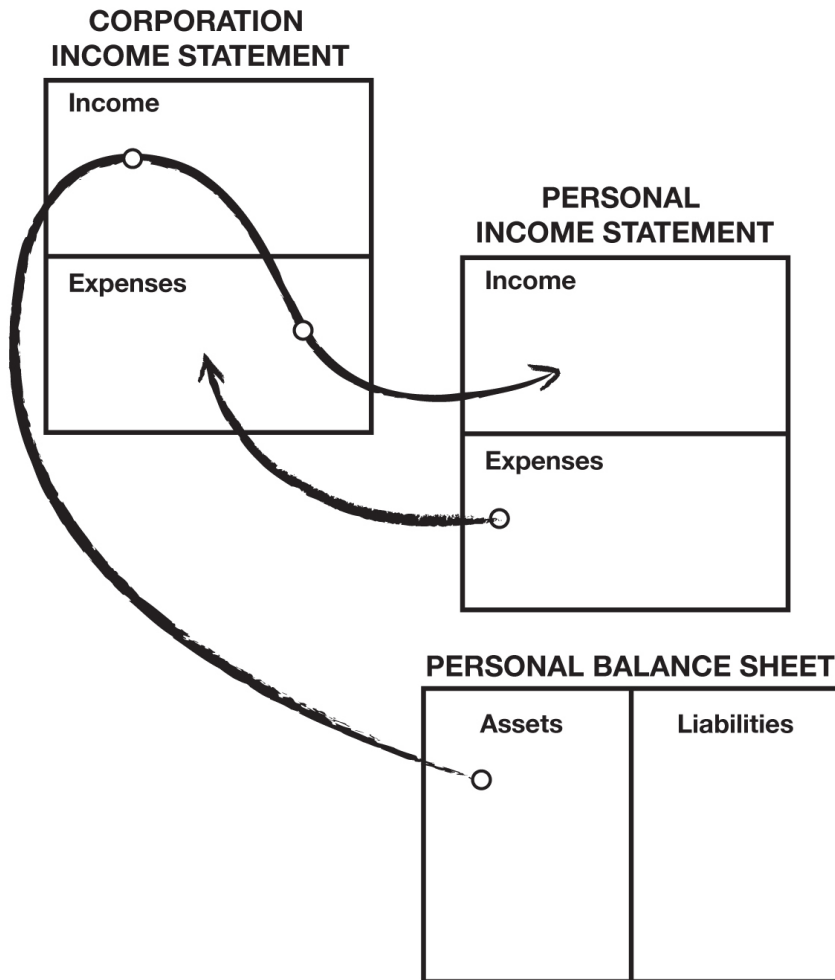 CORPORATION
INCOME STATEMENT
Income
Expenses
PERSONAL
INCOME STATEMENT
Income
Expenses
PERSONAL BALANCE SHEET
Assets
Liabilities